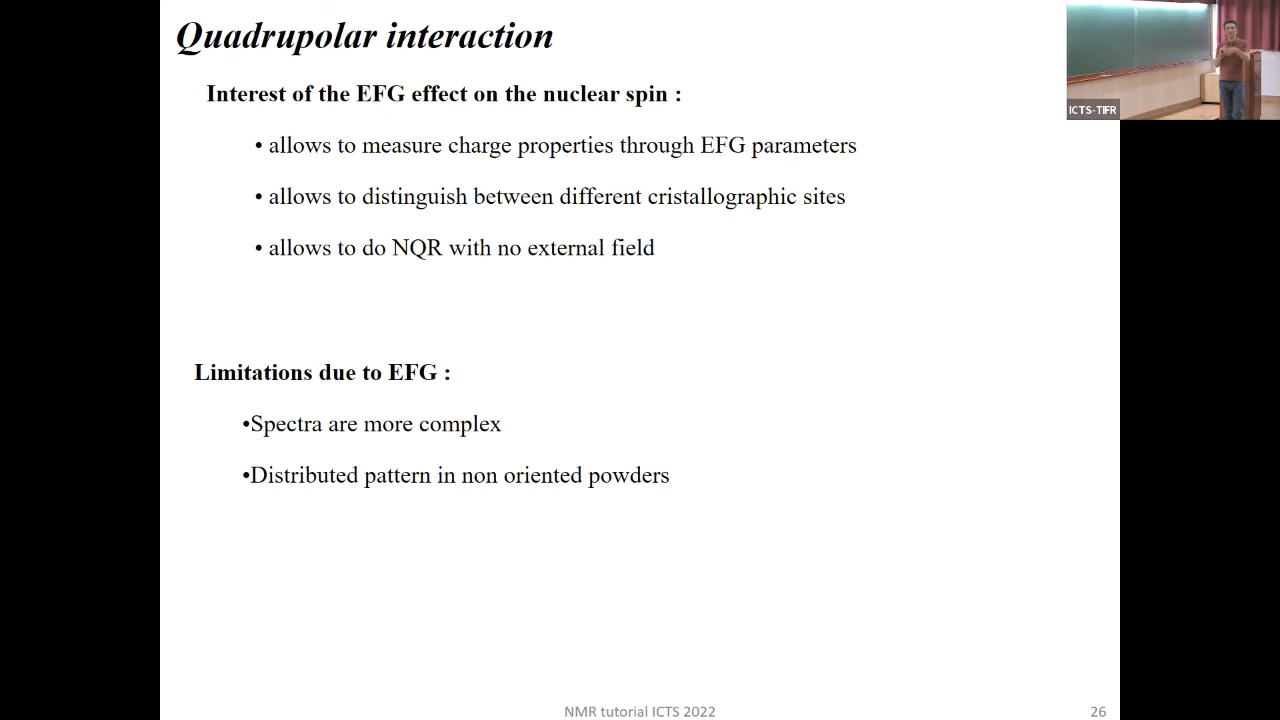 Quadrupolar interaction
Interest of the EFG effect on the nuclear spin :
• allows to measure charge properties through EFG parameters
• allows to distinguish between different cristallographic sites
• allows to do NQR with no external field
Limitations due to EFG :
•Spectra are more complex
•Distributed pattern in non oriented powders
NMR tutorial ICTS 2022
26
ICTS-TIFR